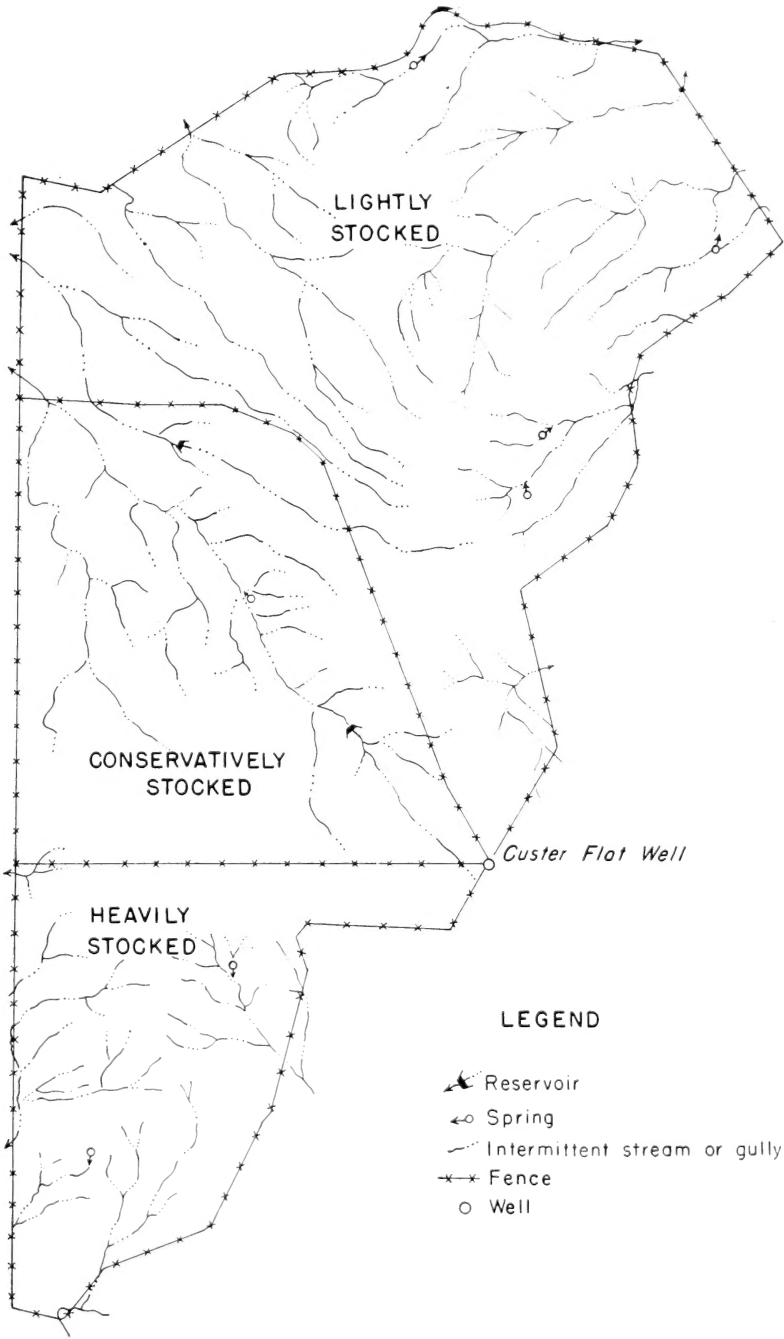 LIGHTLY
STOCKED
CONSERVATIVELY
STOCKED
Custer Flat Well
HEAVILY
STOCKED
LEGEND
Reservoir
Spring
Intermittent stream or gully
Fence
Well